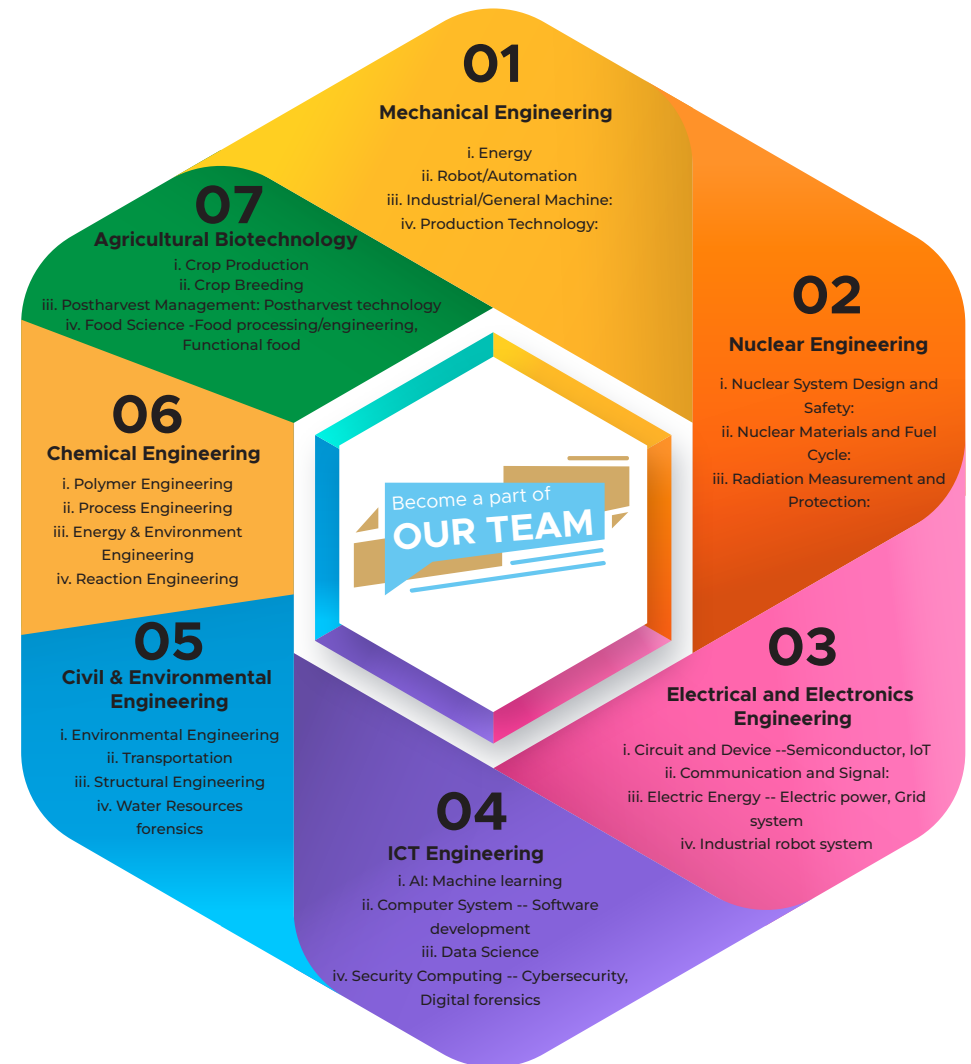 01
Mechanical Engineering
i. Energy
ii. Robot/Automation
iii. Industrial/General Machine:
iv. Production Technology:
02
Nuclear Engineering
i. Nuclear System Design and
Safety:
ii. Nuclear Materials and Fuel
Cycle:
iii. Radiation Measurement and
Protection:
03
Electrical and Electronics
Engineering
i. Circuit and Device --Semiconductor, IoT
ii. Communication and Signal:
iii. Electric Energy -- Electric power, Grid
system
iv. Industrial robot system
04
ICT Engineering
i. AI: Machine learning
ii. Computer System -- Software
development
iii. Data Science
iv. Security Computing -- Cybersecurity,
Digital forensics
05
Civil & Environmental
Engineering
i. Environmental Engineering
ii. Transportation
iii. Structural Engineering
iv. Water Resources
forensics
06
Chemical Engineering
i. Polymer Engineering
ii. Process Engineering
iii. Energy & Environment
Engineering
iv. Reaction Engineering
07
Agricultural Biotechnology
i. Crop Production
ii. Crop Breeding
iii. Postharvest Management: Postharvest technology
iv. Food Science -Food processing/engineering,
Functional food
Become a part of
OUR TEAM